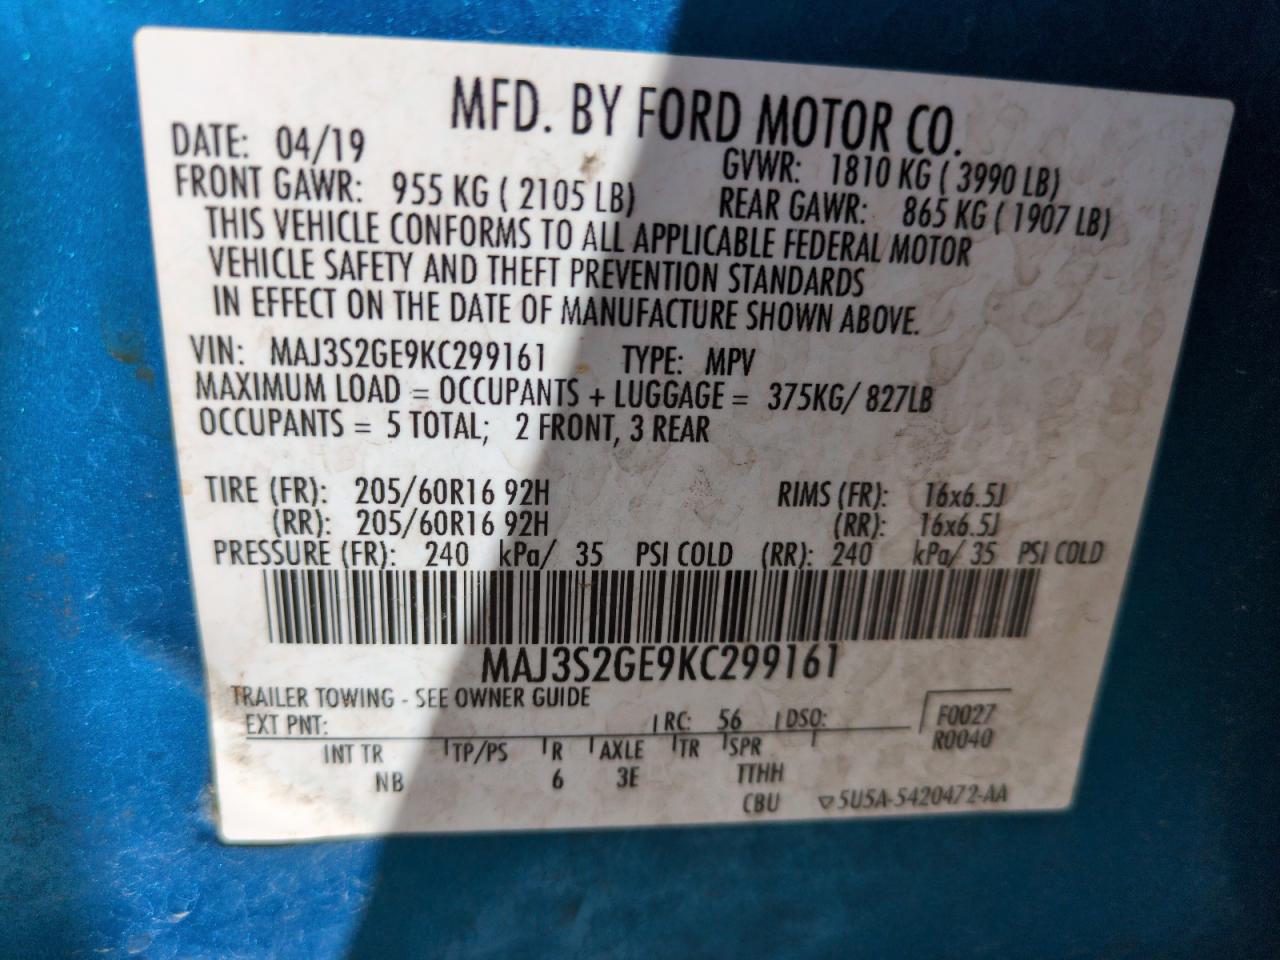 MFD. BY FORD MOTOR CO.
DATE: 04/19 GVWR: 1810 KG ( 3990 LB)
FRONT GAWR: 955 KG ( 2105 LB) REAR GAWR: 865 KG ( 1907 LB)
THIS VEHICLE CONFORMS TO ALL APPLICABLE FEDERAL MOTOR
VEHICLE SAFETY AND THEFT PREVENTION STANDARDS
IN EFFECT ON THE DATE OF MANUFACTURE SHOWN ABOVE.
VIN: MAJ3S2GE9KC299161 TYPE: MPV
MAXIMUM LOAD = OCCUPANTS + LUGGAGE = 375KG/ 827LB
OCCUPANTS = 5 TOTAL; 2 FRONT, 3 REAR
TIRE (FR): 205/60R16 92H RIMS (FR): 16x6.5J
(RR): 205/60R16 92H (RR): 16x6.5J
PRESSURE (FR): 240 kPa/ 35 PSI COLD (RR): 240 kPa/ 35 PSI COLD
MAJ3S2GE9KC299161
TRAILER TOWING - SEE OWNER GUIDE
EXT PNT: RC: 56 DSO: F0027
R0040
INT TR TP/PS R AXLE TR SPR
NB 6 3E TTHH
CBU ▽5U5A-5420472-AA